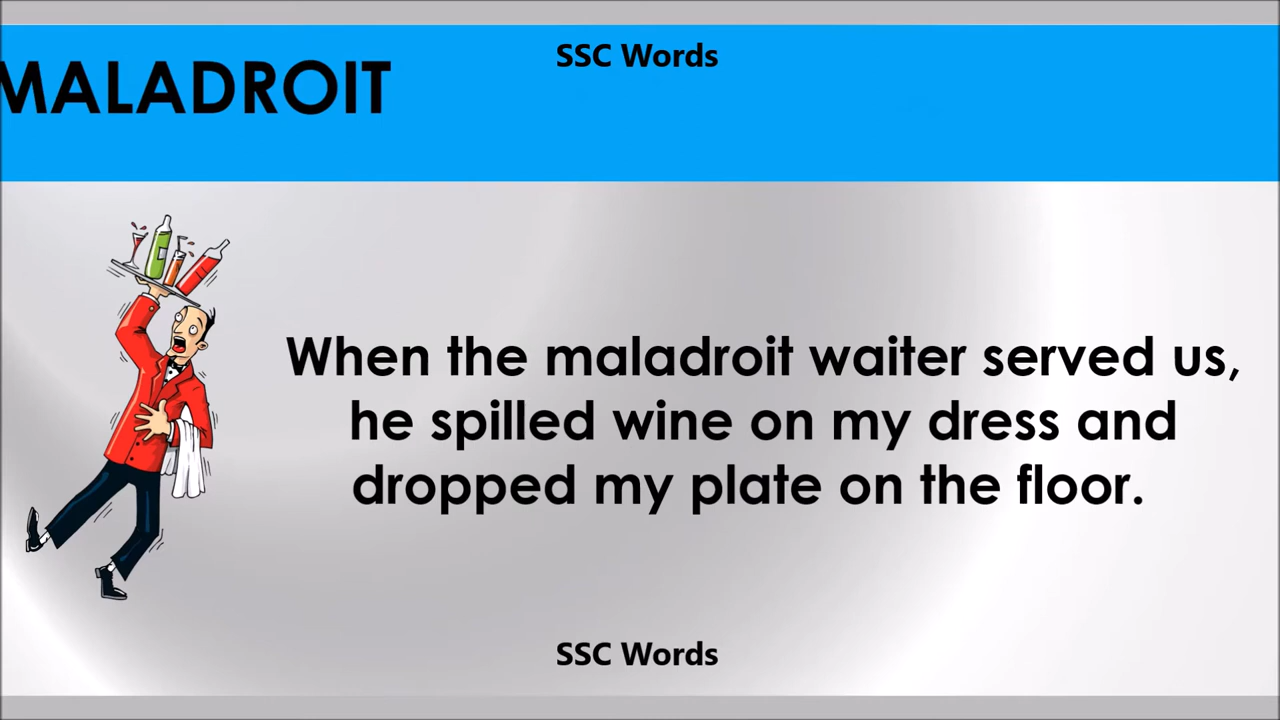 SSC Words
MALADROIT
When the maladroit waiter served us,
he spilled wine on my dress and
dropped my plate on the floor.
SSC Words